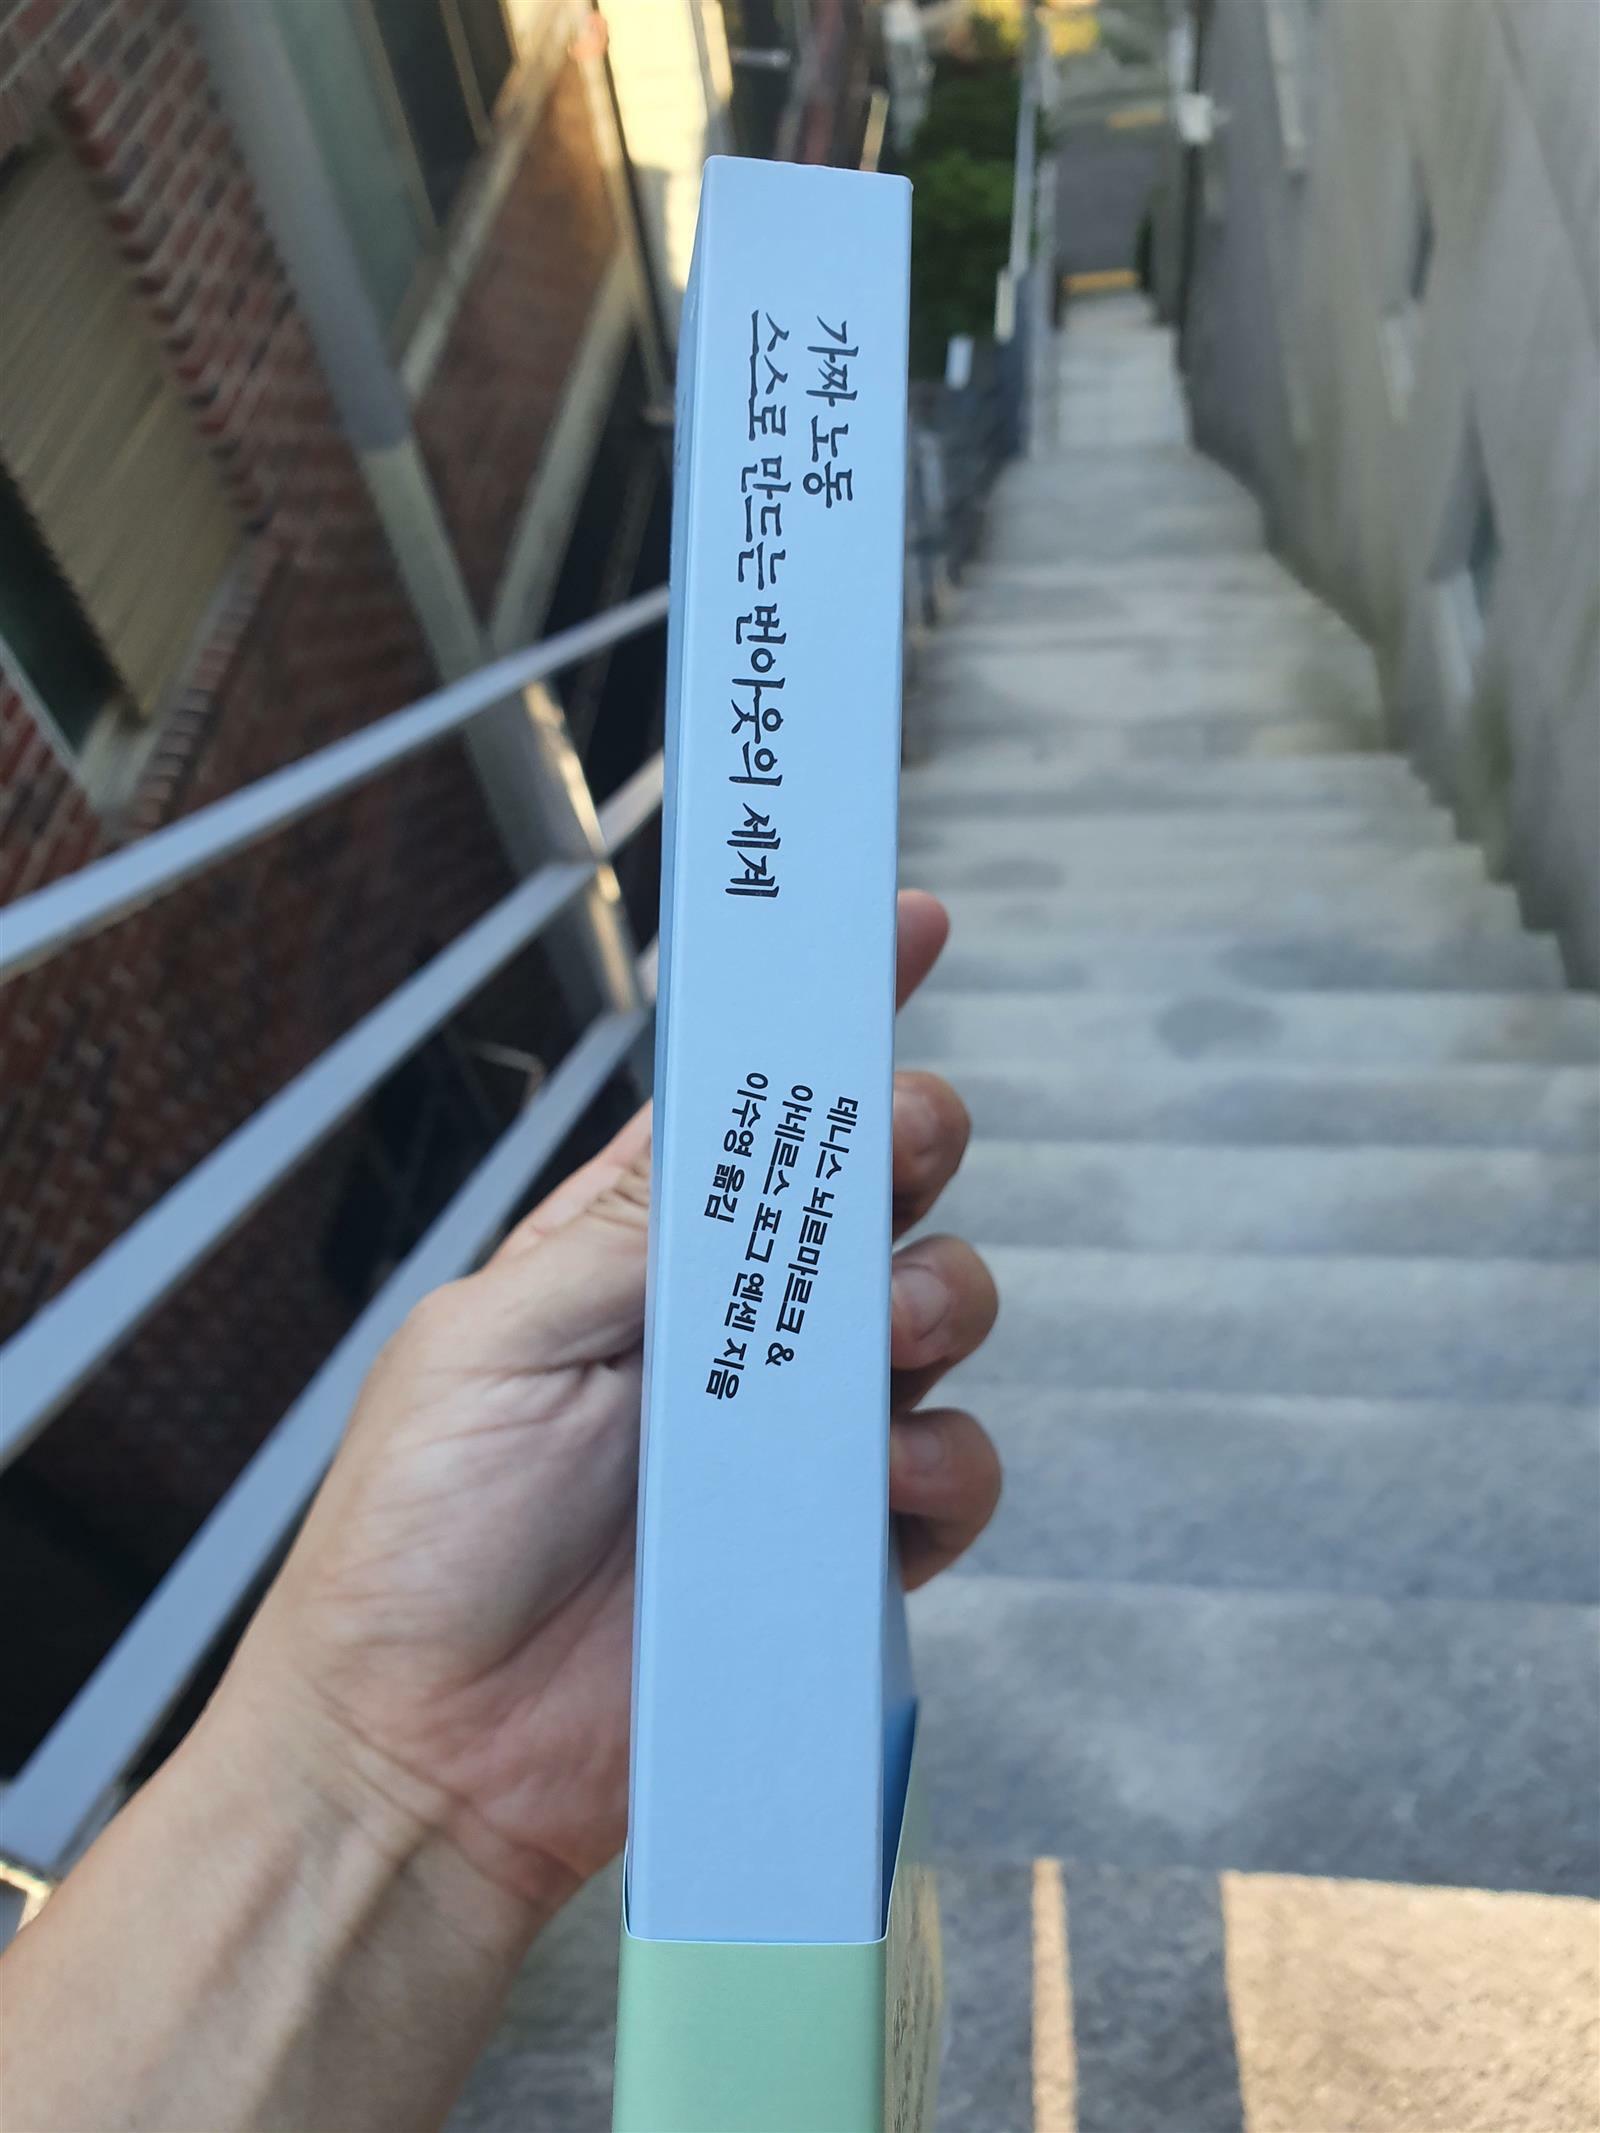 가짜 노동
스스로 만드는 번아웃의 세계
데니스 뇌르마르크 &
아네르스 포그 옌센 지음
이수영 옮김